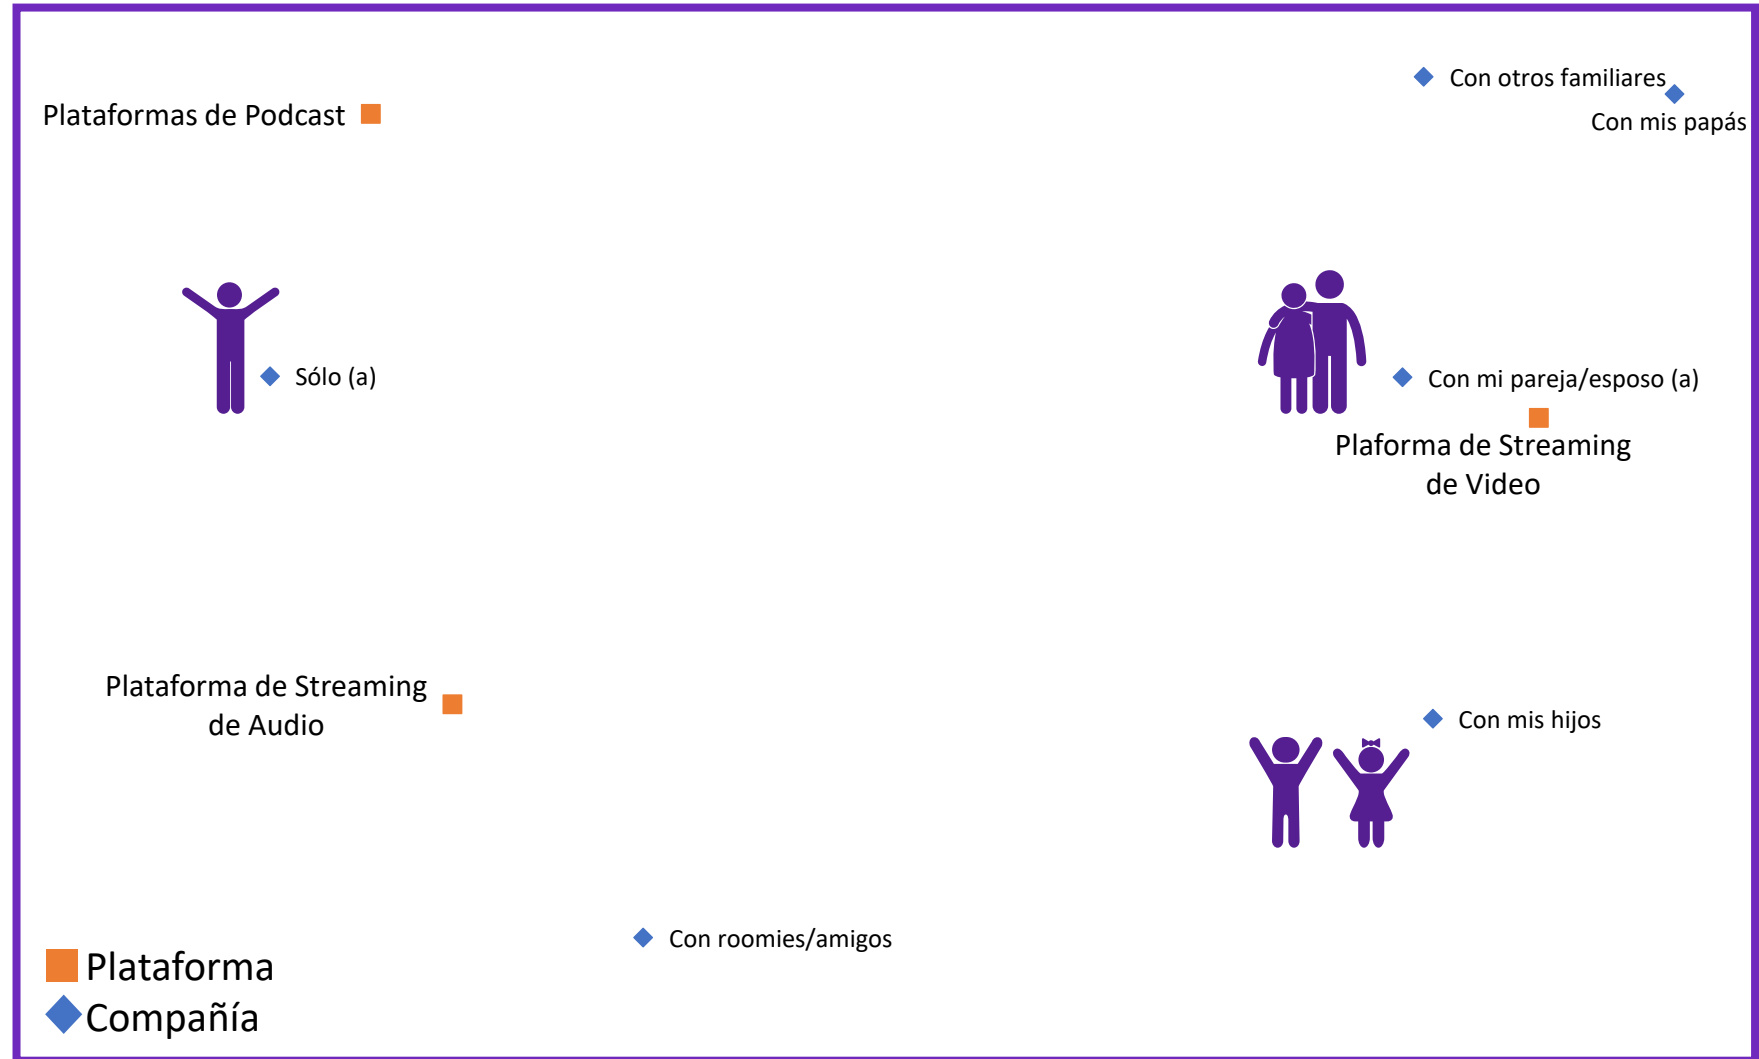 Con otros familiares
Plataformas de Podcast
Con mis papás
Sólo (a)
Con mi pareja/esposo (a)
Plaforma de Streaming
de Video
Plataforma de Streaming
de Audio
Con mis hijos
Con roomies/amigos
Plataforma
Compañía